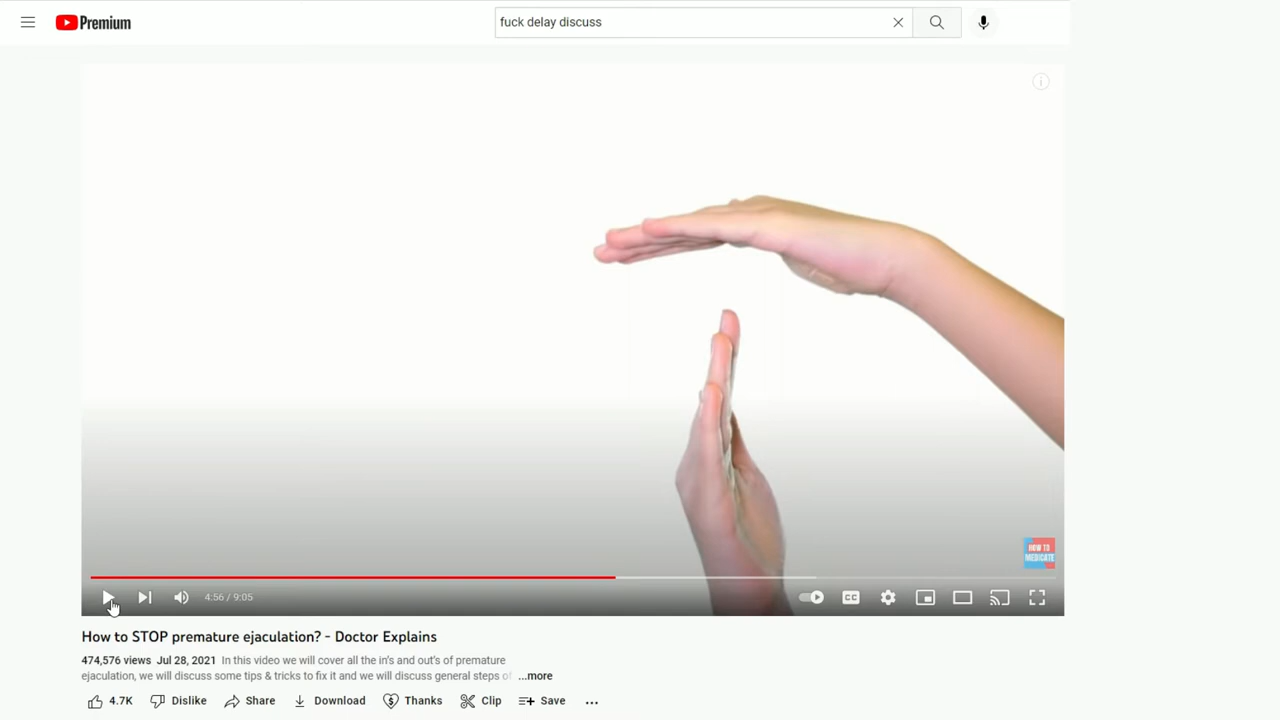 Premium
fuck delay discuss
HOW TO
MEDICATE
4:56 / 9:05
CC
How to STOP premature ejaculation? - Doctor Explains
474,576 views Jul 28, 2021 In this video we will cover all the in's and out's of premature
ejaculation, we will discuss some tips & tricks to fix it and we will discuss general steps of ...more
4.7K Dislike Share Download Thanks Clip Save ...